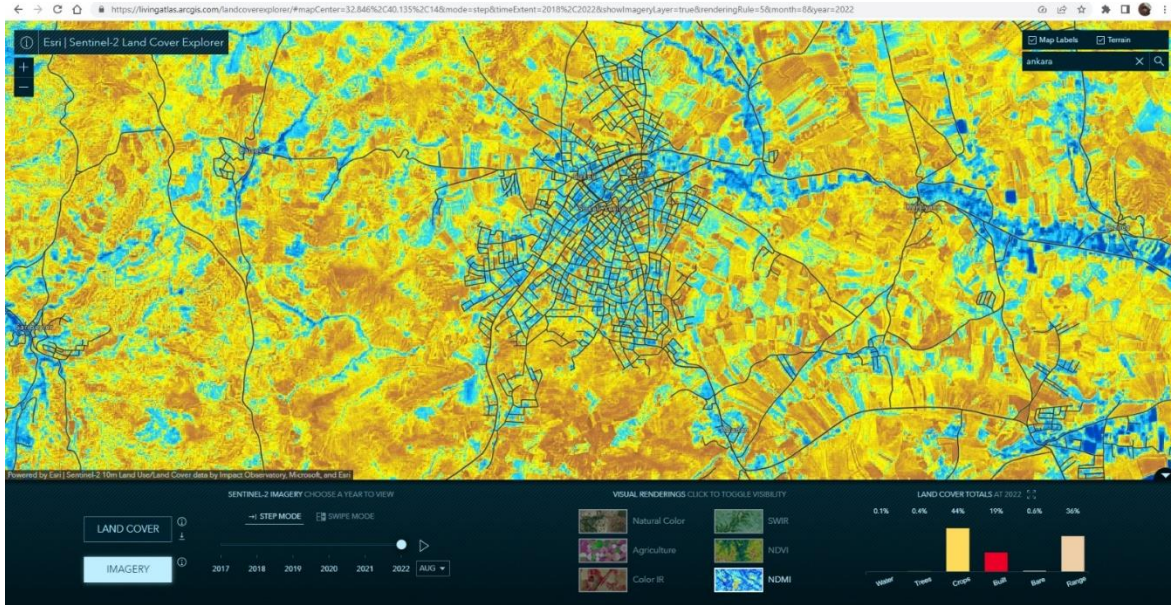 https://livingatlas.arcgis.com/landcoverexplorer/#mapCenter=32.846%2C40.135%2C14&mode=step&timeExtent=2018%2C2022&showImageryLayer=true&renderingRule=5&month=8&year=2022
Esri | Sentinel-2 Land Cover Explorer
Map Labels Terrain
ankara
Powered by Esri | Sentinel-2 10m Land Use/Land Cover data by Impact Observatory, Microsoft, and Esri
LAND COVER
IMAGERY
SENTINEL-2 IMAGERY CHOOSE A YEAR TO VIEW
STEP MODE SWIPE MODE
2017 2018 2019 2020 2021 2022 AUG
VISUAL RENDERINGS CLICK TO TOGGLE VISIBILITY
Natural Color SWIR
Agriculture NDVI
Color IR NDMI
LAND COVER TOTALS AT 2022
0.1% 0.4% 44% 19% 0.6% 36%
Water Trees Crops Built Bare Range